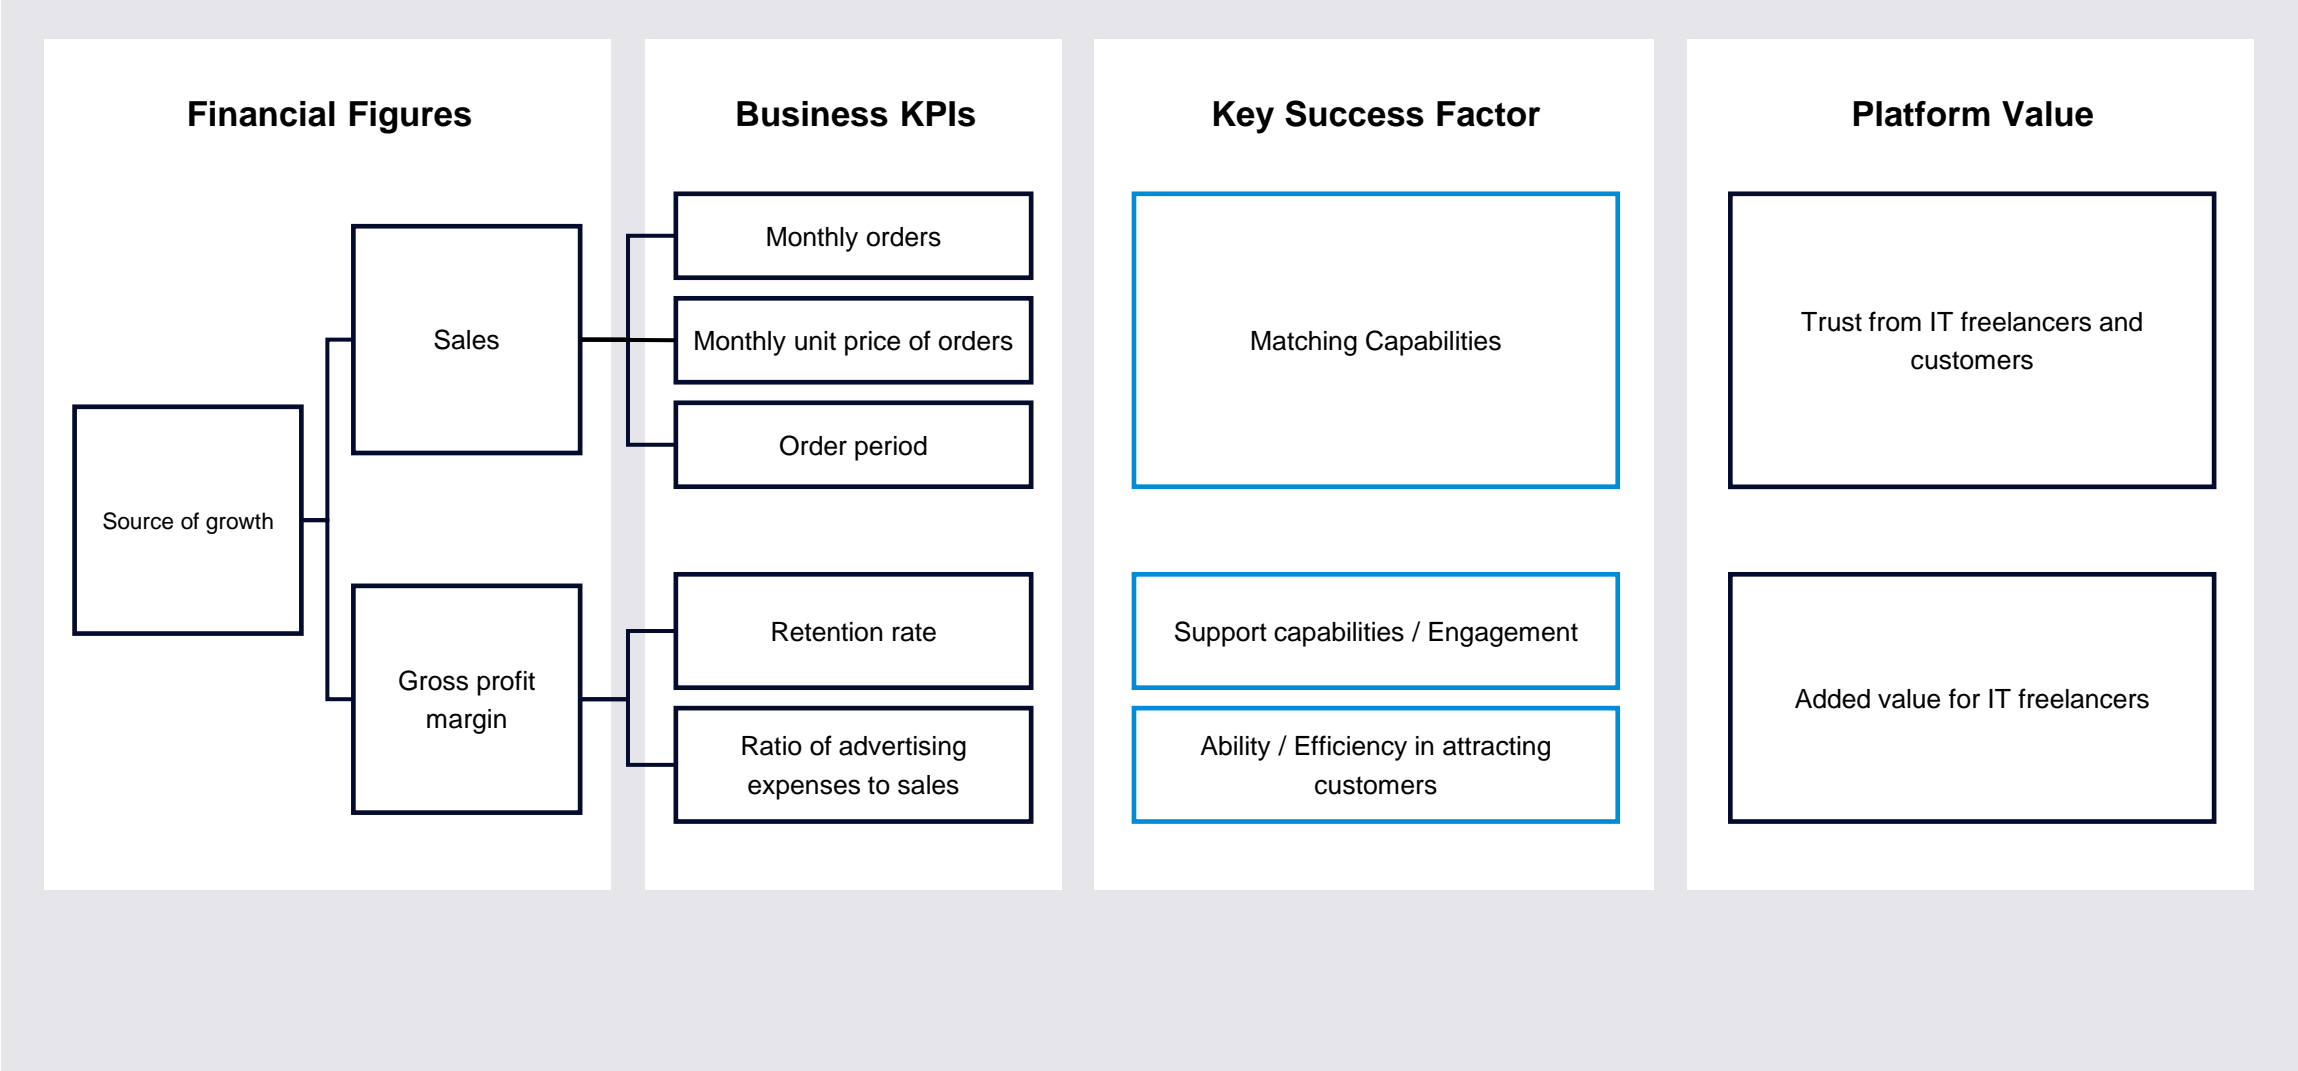 Financial Figures
Business KPIs
Key Success Factor
Platform Value
Source of growth
Sales
Gross profit
margin
Monthly orders
Monthly unit price of orders
Order period
Retention rate
Ratio of advertising
expenses to sales
Matching Capabilities
Support capabilities / Engagement
Ability / Efficiency in attracting
customers
Trust from IT freelancers and
customers
Added value for IT freelancers